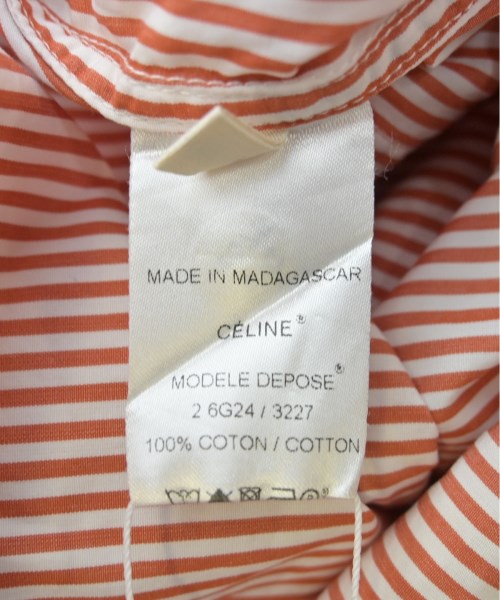 MADE IN MADAGASCAR
CÉLINE®
MODELE DEPOSE®
2 6G24 / 3227
100% COTON / COTTON